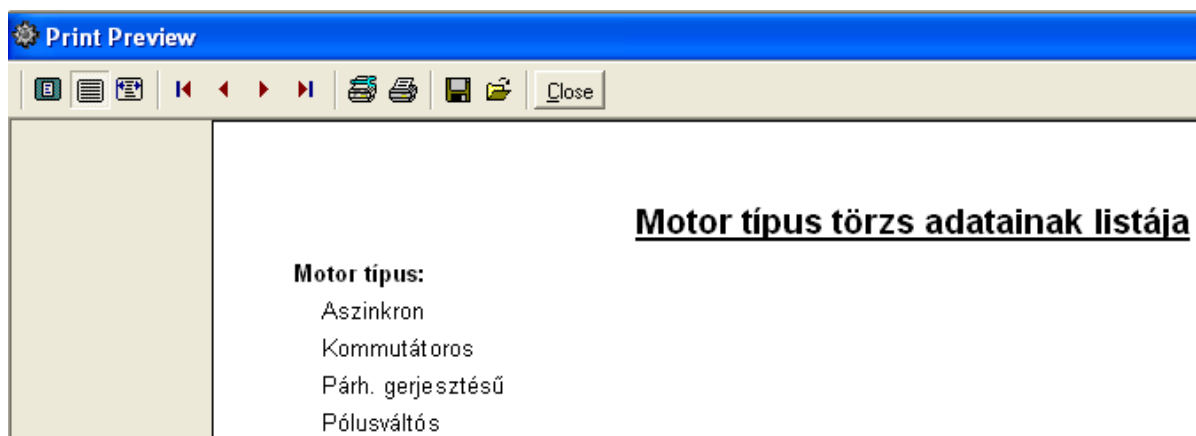 Print Preview
Close
Motor típus törzs adatainak listája
Motor típus:
Aszinkron
Kommutátoros
Párh. gerjesztésű
Pólusváltós